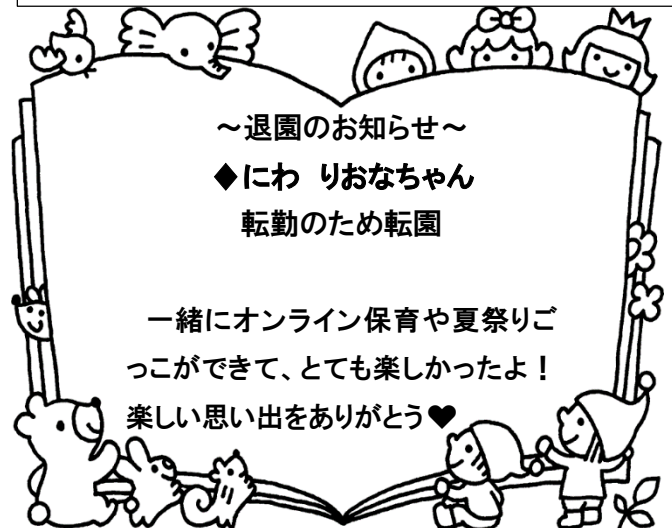 ～退園のお知らせ～
◆にわ　りおなちゃん
転勤のため転園
一緒にオンライン保育や夏祭りご
っこができて、とても楽しかったよ！
楽しい思い出をありがとう♥